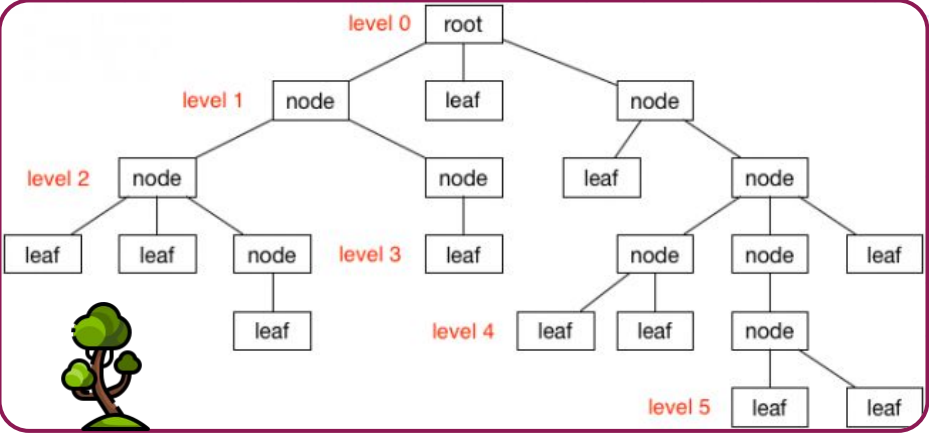 level 0 root
level 1 node leaf node
level 2 node node leaf node
leaf leaf node level 3 leaf node node leaf
leaf level 4 leaf leaf node
level 5 leaf leaf